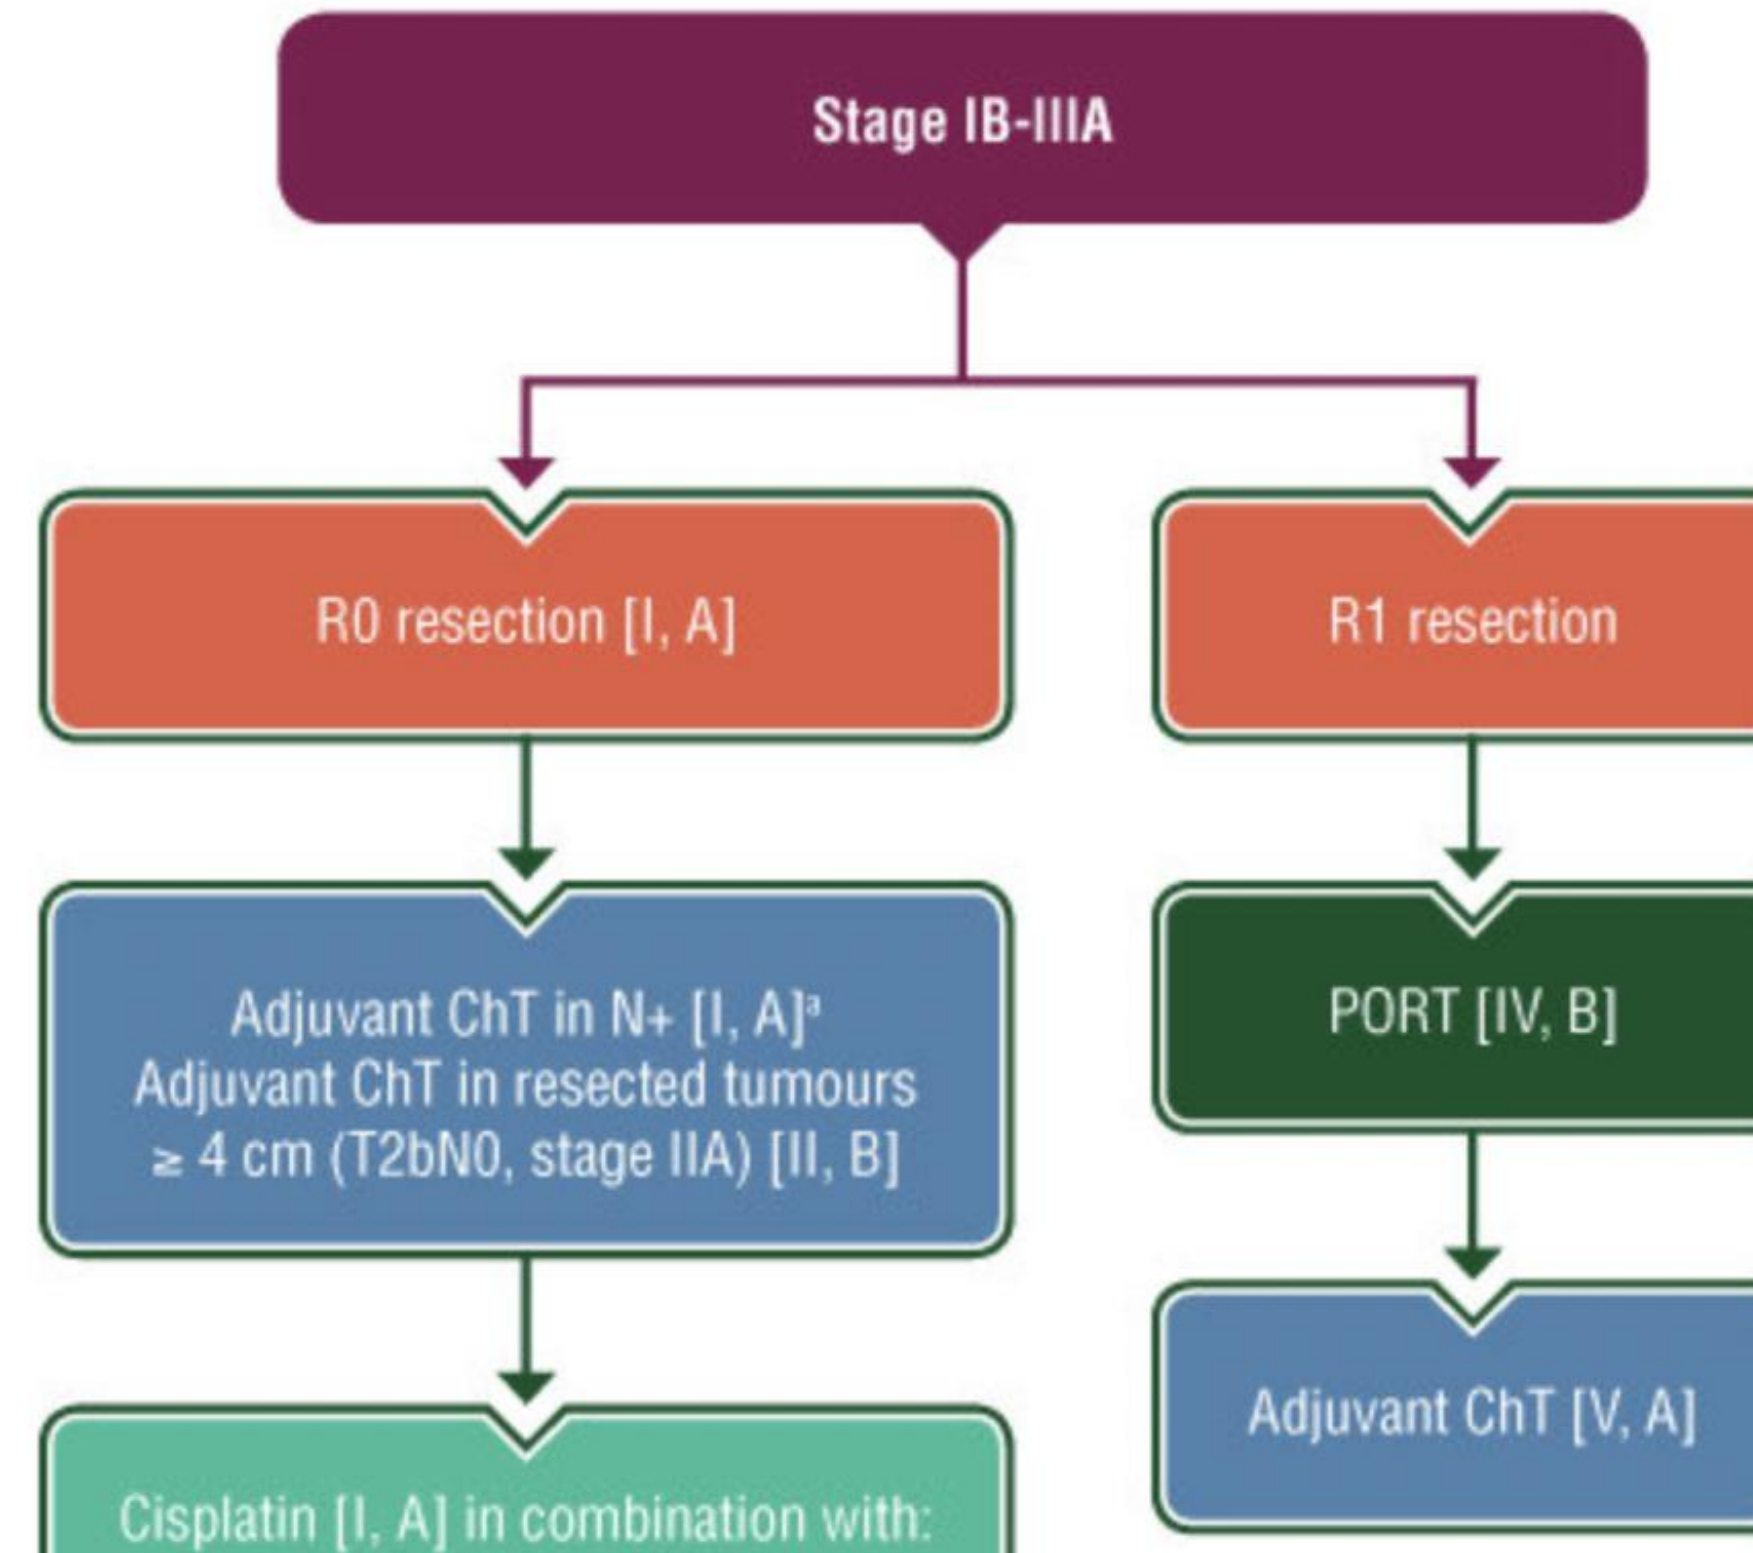 Stage IB-IIIA
R0 resection [I, A]
R1 resection
Adjuvant ChT in N+ [I, A]ᵃ
Adjuvant ChT in resected tumours
≥ 4 cm (T2bN0, stage IIA) [II, B]
PORT [IV, B]
Adjuvant ChT [V, A]
Cisplatin [I, A] in combination with: